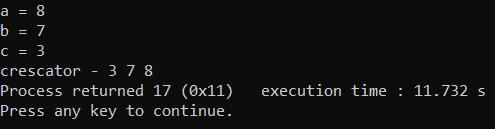 a = 8
b = 7
c = 3
crescator - 3 7 8
Process returned 17 (0x11)   execution time : 11.732 s
Press any key to continue.